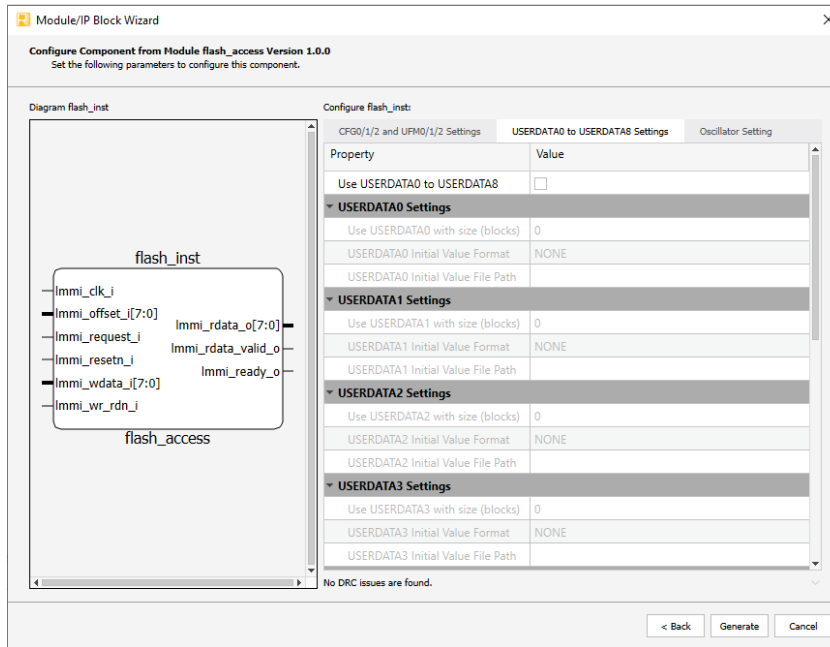 Module/IP Block Wizard
Configure Component from Module flash_access Version 1.0.0
Set the following parameters to configure this component.
Diagram flash_inst
flash_inst
lmmi_clk_i
lmmi_offset_i[7:0]
lmmi_request_i
lmmi_resetn_i
lmmi_wdata_i[7:0]
lmmi_wr_rdn_i
lmmi_rdata_o[7:0]
lmmi_rdata_valid_o
lmmi_ready_o
flash_access
Configure flash_inst:
CFG0/1/2 and UFM0/1/2 Settings USERDATA0 to USERDATA8 Settings Oscillator Setting
Property Value
Use USERDATA0 to USERDATA8
USERDATA0 Settings
Use USERDATA0 with size (blocks) 0
USERDATA0 Initial Value Format NONE
USERDATA0 Initial Value File Path
USERDATA1 Settings
Use USERDATA1 with size (blocks) 0
USERDATA1 Initial Value Format NONE
USERDATA1 Initial Value File Path
USERDATA2 Settings
Use USERDATA2 with size (blocks) 0
USERDATA2 Initial Value Format NONE
USERDATA2 Initial Value File Path
USERDATA3 Settings
Use USERDATA3 with size (blocks) 0
USERDATA3 Initial Value Format NONE
USERDATA3 Initial Value File Path
No DRC issues are found.
< Back Generate Cancel